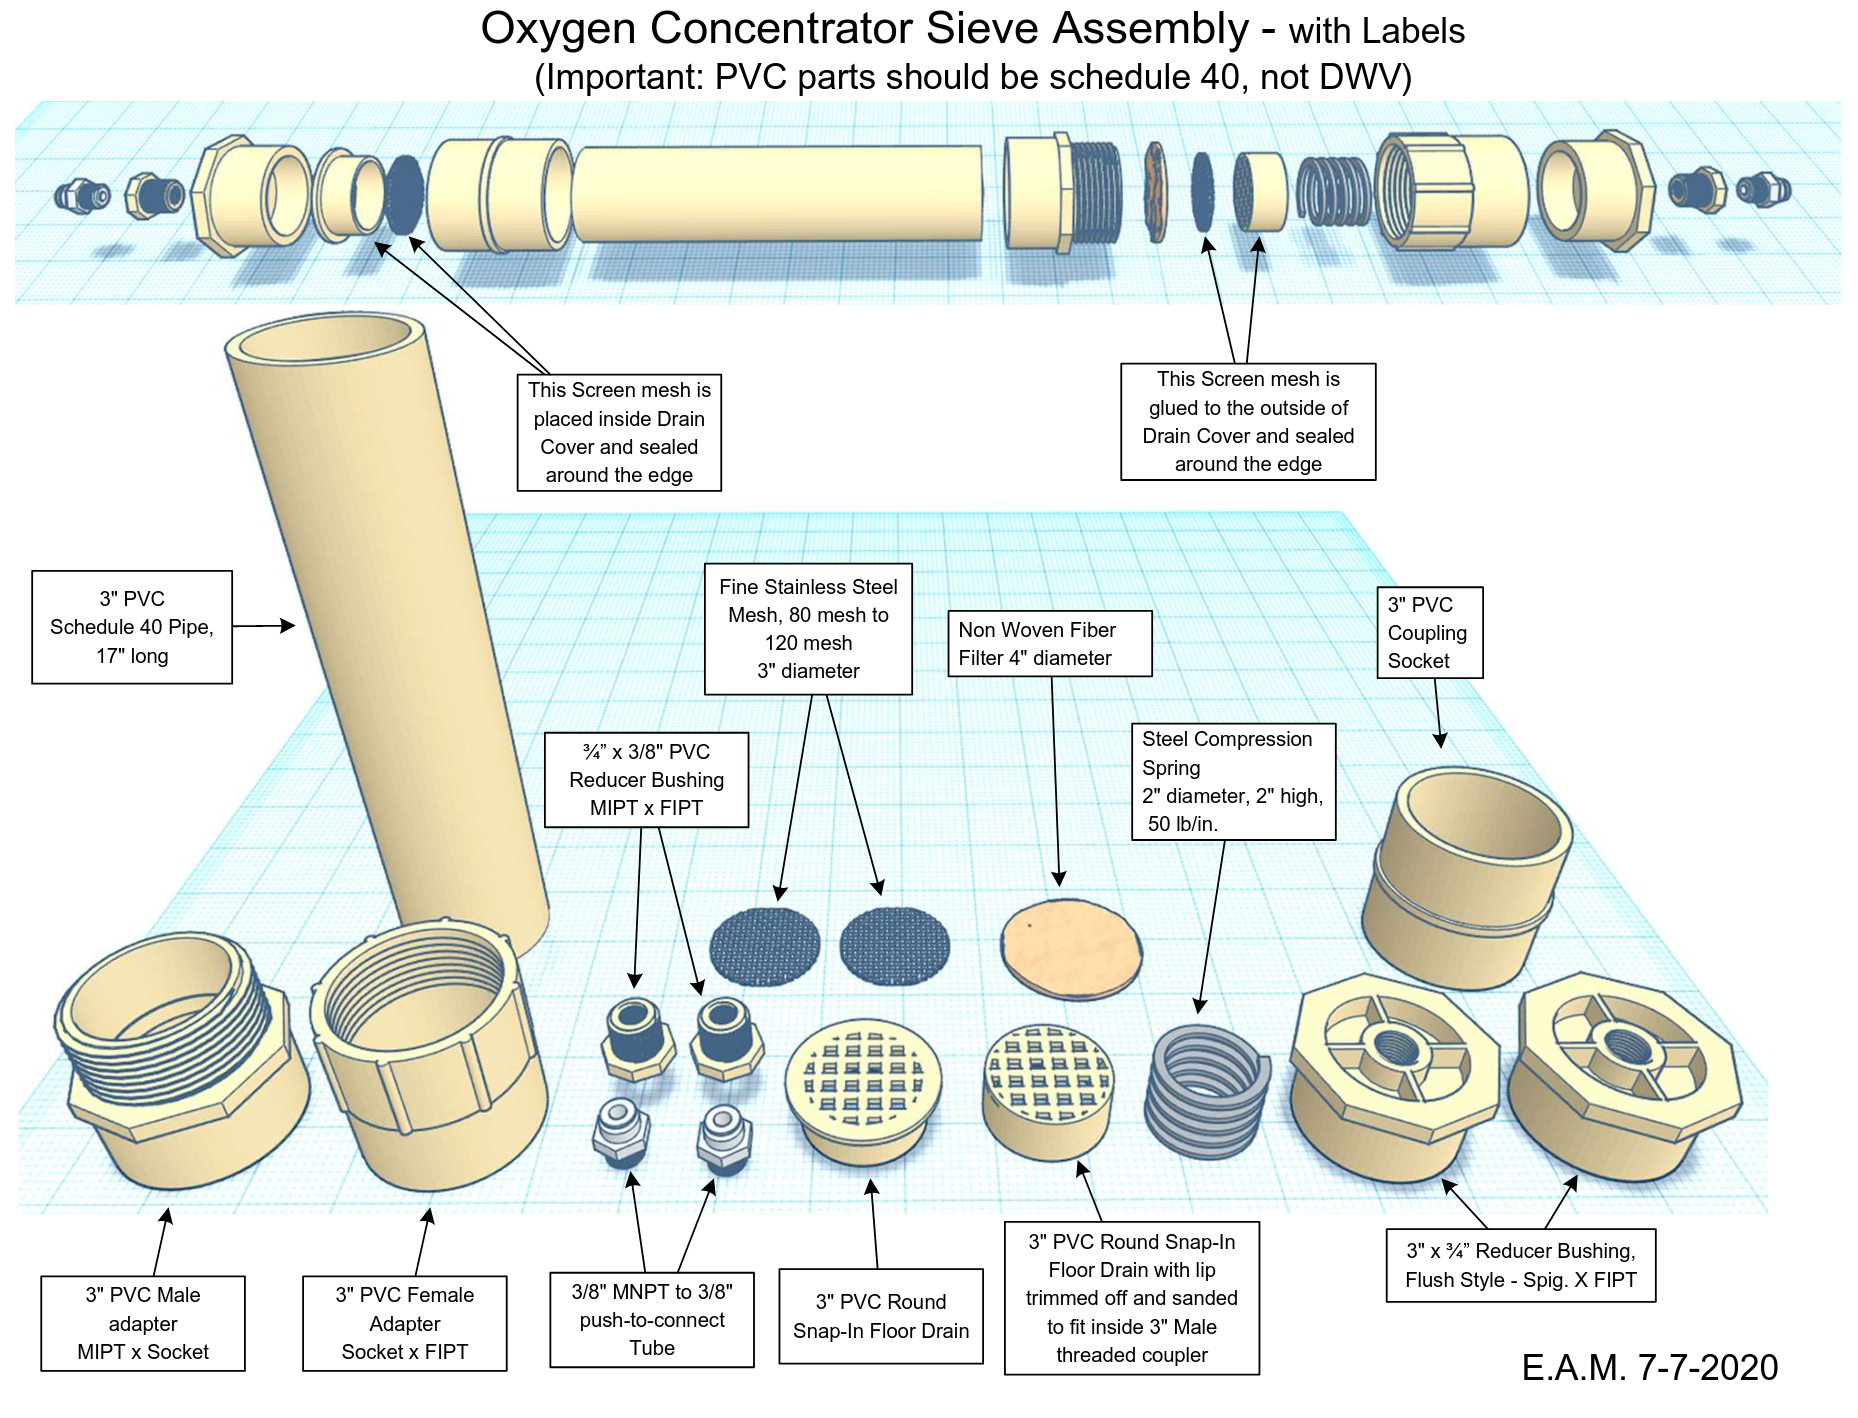 Oxygen Concentrator Sieve Assembly - with Labels
(Important: PVC parts should be schedule 40, not DWV)
This Screen mesh is
placed inside Drain
Cover and sealed
around the edge
This Screen mesh is
glued to the outside of
Drain Cover and sealed
around the edge
3" PVC
Schedule 40 Pipe,
17" long
Fine Stainless Steel
Mesh, 80 mesh to
120 mesh
3" diameter
Non Woven Fiber
Filter 4" diameter
3" PVC
Coupling
Socket
¾” x 3/8" PVC
Reducer Bushing
MIPT x FIPT
Steel Compression
Spring
2" diameter, 2" high,
50 lb/in.
3" PVC Male
adapter
MIPT x Socket
3" PVC Female
Adapter
Socket x FIPT
3/8" MNPT to 3/8"
push-to-connect
Tube
3" PVC Round
Snap-In Floor Drain
3" PVC Round Snap-In
Floor Drain with lip
trimmed off and sanded
to fit inside 3" Male
threaded coupler
3" x ¾” Reducer Bushing,
Flush Style - Spig. X FIPT
E.A.M. 7-7-2020